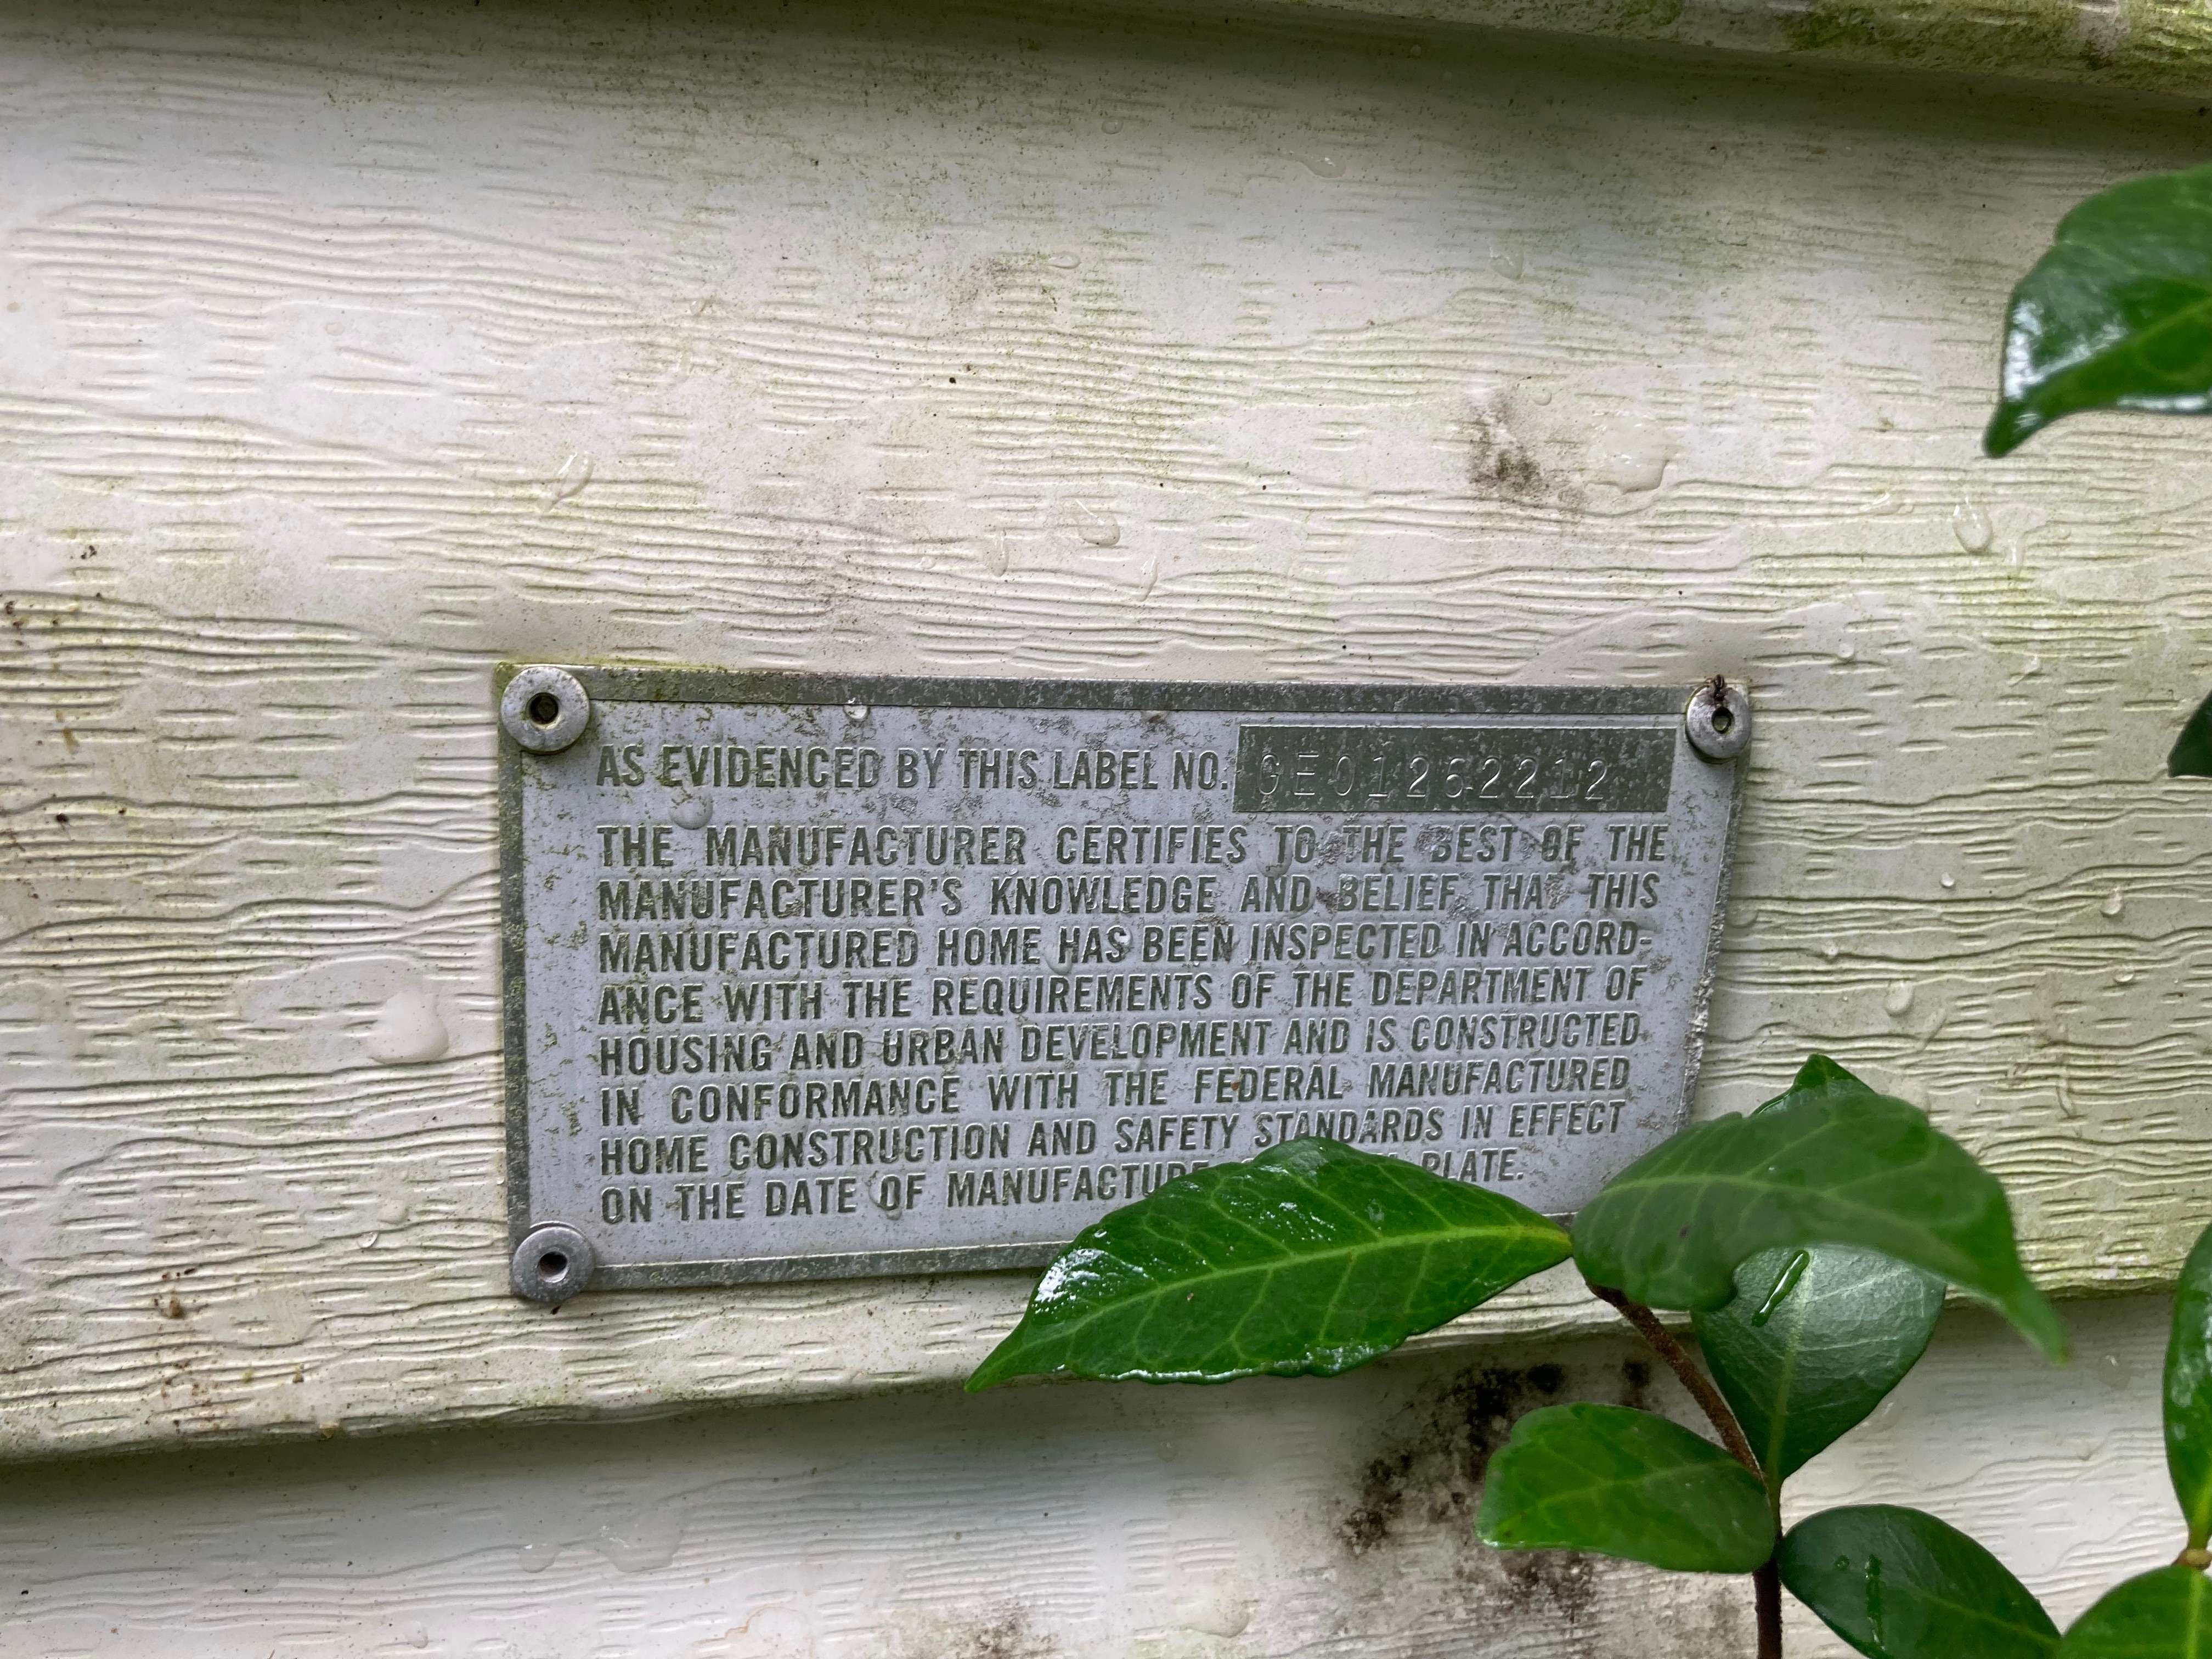 AS EVIDENCED BY THIS LABEL NO. GEO1262212
THE MANUFACTURER CERTIFIES TO THE BEST OF THE
MANUFACTURER'S KNOWLEDGE AND BELIEF THAT THIS
MANUFACTURED HOME HAS BEEN INSPECTED IN ACCORD-
ANCE WITH THE REQUIREMENTS OF THE DEPARTMENT OF
HOUSING AND URBAN DEVELOPMENT AND IS CONSTRUCTED
IN CONFORMANCE WITH THE FEDERAL MANUFACTURED
HOME CONSTRUCTION AND SAFETY STANDARDS IN EFFECT
ON THE DATE OF PLATE.